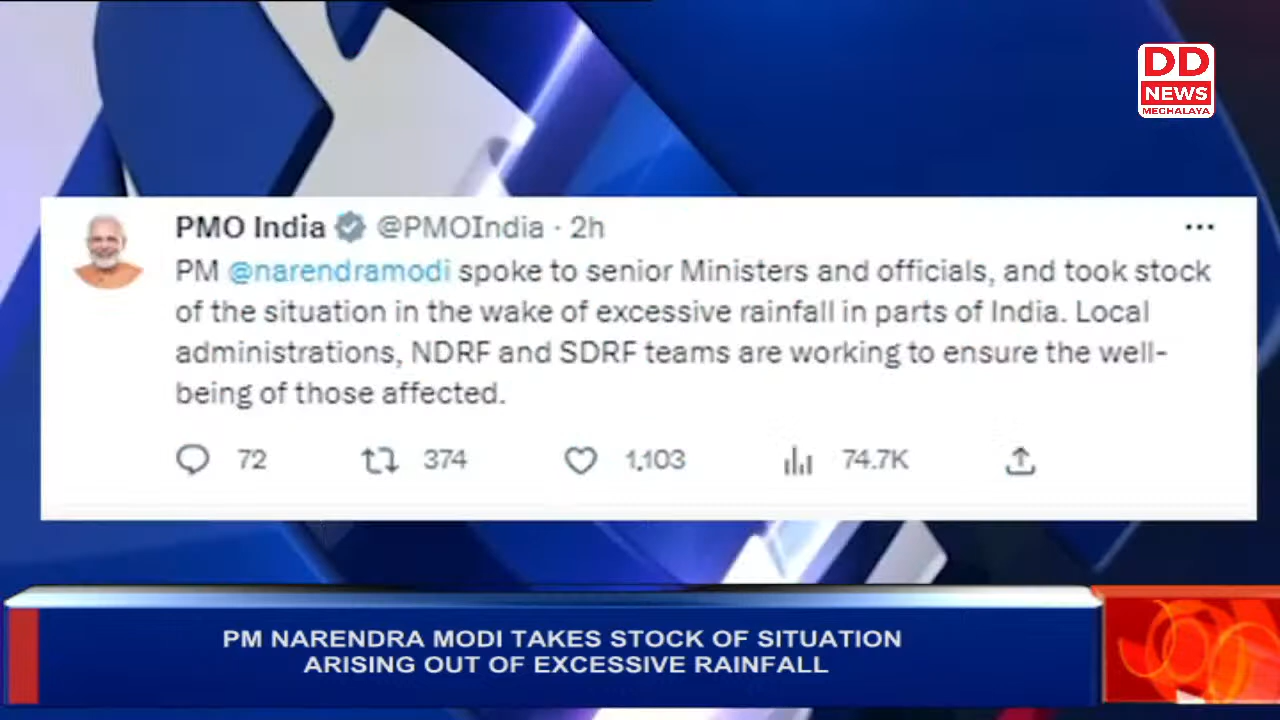 DD
NEWS
MEGHALAYA
PMO India @PMOIndia · 2h
PM @narendramodi spoke to senior Ministers and officials, and took stock
of the situation in the wake of excessive rainfall in parts of India. Local
administrations, NDRF and SDRF teams are working to ensure the well-
being of those affected.
72 374 1,103 74.7K
PM NARENDRA MODI TAKES STOCK OF SITUATION
ARISING OUT OF EXCESSIVE RAINFALL